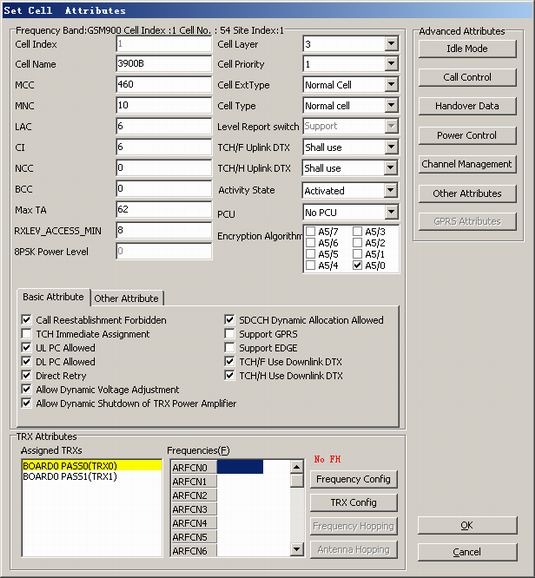 Set Cell Attributes
Frequency Band:GSM900 Cell Index :1 Cell No. : 54 Site Index:1
Cell Index 1
Cell Name 3900B
MCC 460
MNC 10
LAC 6
CI 6
NCC 0
BCC 0
Max TA 62
RXLEV_ACCESS_MIN 8
8PSK Power Level 0
Cell Layer 3
Cell Priority 1
Cell ExtType Normal Cell
Cell Type Normal cell
Level Report switch Support
TCH/F Uplink DTX Shall use
TCH/H Uplink DTX Shall use
Activity State Activated
PCU No PCU
Encryption Algorithm
A5/7 A5/3
A5/6 A5/2
A5/5 A5/1
A5/4 A5/0
Advanced Attributes
Idle Mode
Call Control
Handover Data
Power Control
Channel Management
Other Attributes
GPRS Attributes
Basic Attribute Other Attribute
Call Reestablishment Forbidden
TCH Immediate Assignment
UL PC Allowed
DL PC Allowed
Direct Retry
Allow Dynamic Voltage Adjustment
Allow Dynamic Shutdown of TRX Power Amplifier
SDCCH Dynamic Allocation Allowed
Support GPRS
Support EDGE
TCH/F Use Downlink DTX
TCH/H Use Downlink DTX
TRX Attributes
Assigned TRXs
BOARD0 PASS0(TRX0)
BOARD0 PASS1(TRX1)
Frequencies(F)
ARFCN0
ARFCN1
ARFCN2
ARFCN3
ARFCN4
ARFCN5
ARFCN6
No FH
Frequency Config
TRX Config
Frequency Hopping
Antenna Hopping
OK
Cancel